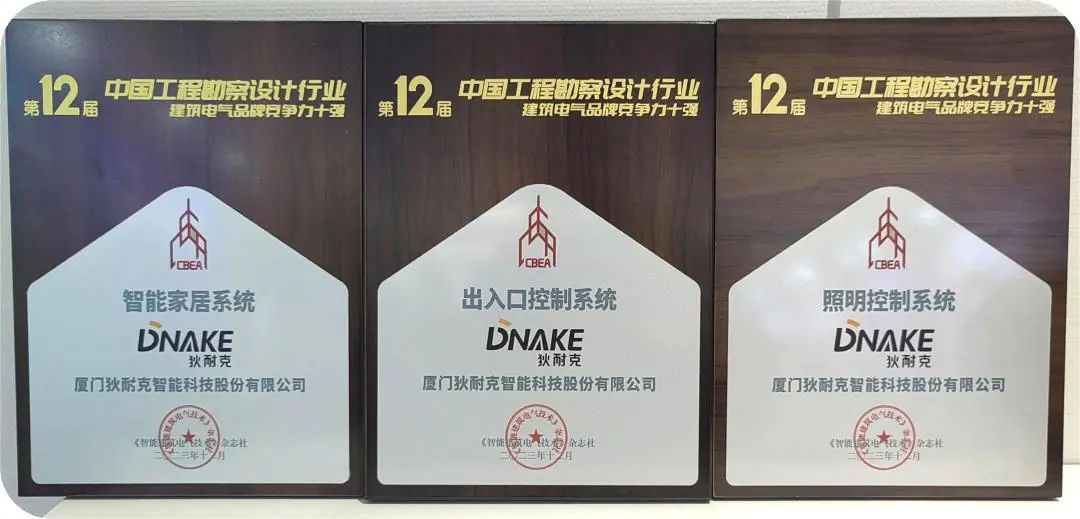 第12届 中国工程勘察设计行业
建筑电气品牌竞争力十强
CBEA
智能家居系统
DNAKE
狄耐克
厦门狄耐克智能科技股份有限公司
《智能建筑电气技术》杂志社
二〇二三年十二月
第12届 中国工程勘察设计行业
建筑电气品牌竞争力十强
CBEA
出入口控制系统
DNAKE
狄耐克
厦门狄耐克智能科技股份有限公司
《智能建筑电气技术》杂志社
二〇二三年十二月
第12届 中国工程勘察设计行业
建筑电气品牌竞争力十强
CBEA
照明控制系统
DNAKE
狄耐克
厦门狄耐克智能科技股份有限公司
《智能建筑电气技术》杂志社
二〇二三年十二月